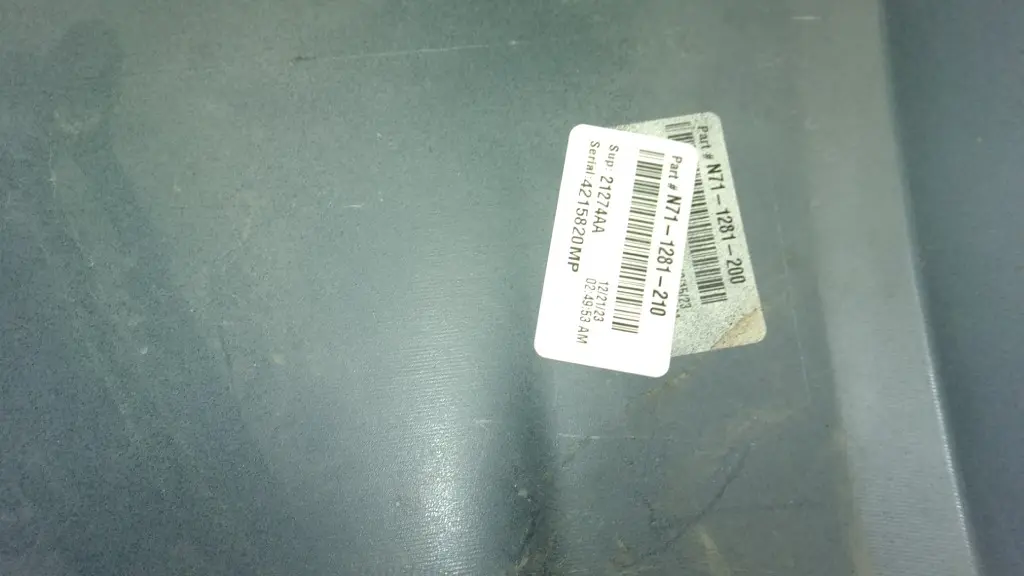 Part # N71-1281-210
Sup: 21274AA
Serial: 4215820MP
12/21/23
02:49:53 AM
Part # N71-1281-200